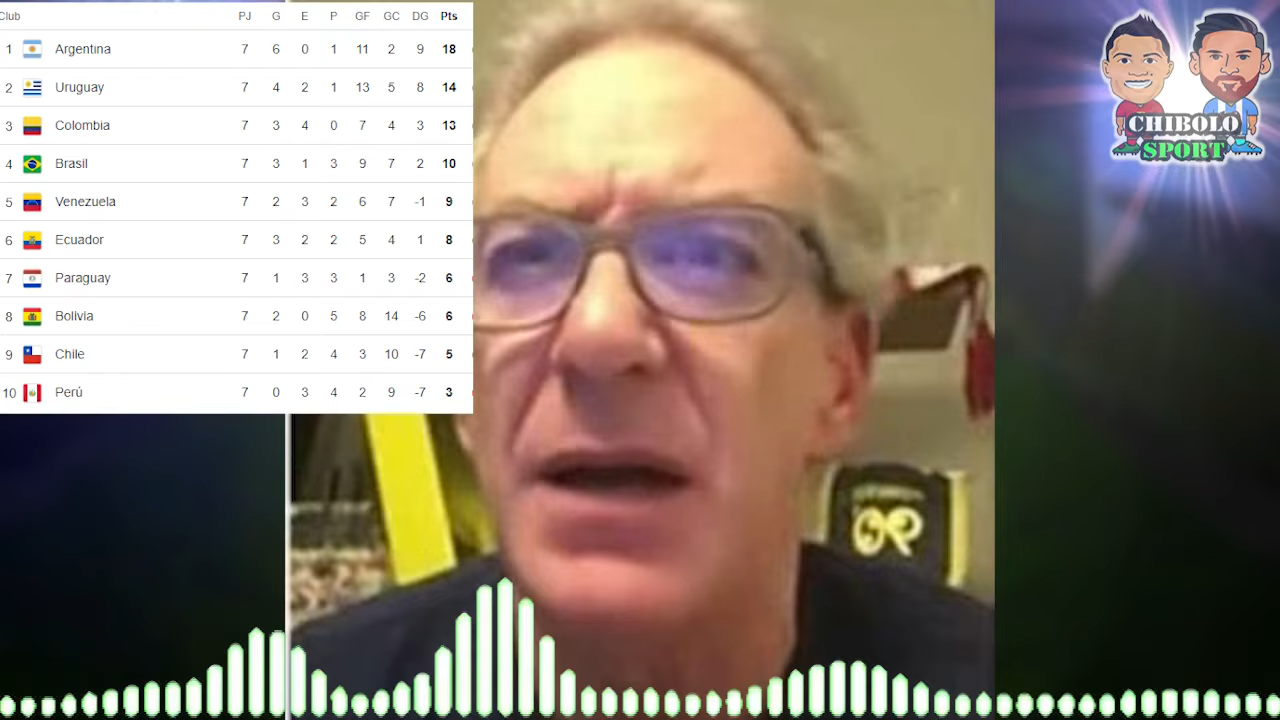 Club PJ G E P GF GC DG Pts
1 Argentina 7 6 0 1 11 2 9 18
2 Uruguay 7 4 2 1 13 5 8 14
3 Colombia 7 3 4 0 7 4 3 13
4 Brasil 7 3 1 3 9 7 2 10
5 Venezuela 7 2 3 2 6 7 -1 9
6 Ecuador 7 3 2 2 5 4 1 8
7 Paraguay 7 1 3 3 1 3 -2 6
8 Bolivia 7 2 0 5 8 14 -6 6
9 Chile 7 1 2 4 3 10 -7 5
10 Perú 7 0 3 4 2 9 -7 3
CHIBOLO
SPORT